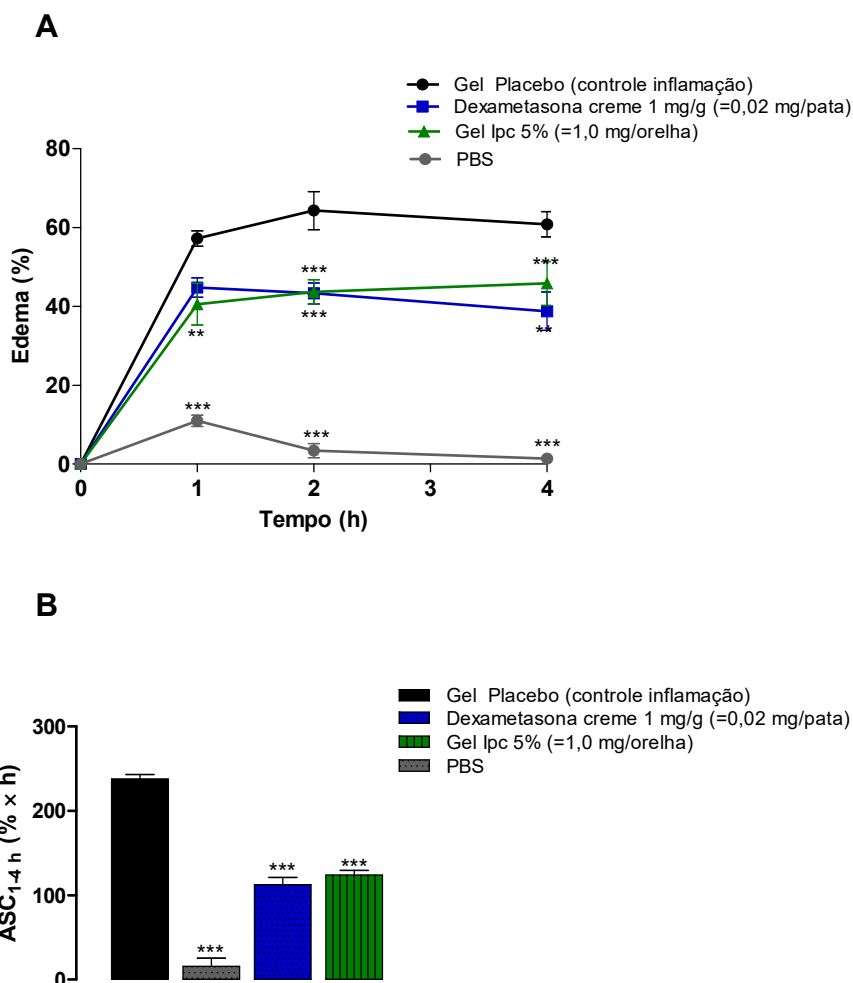 A
Gel Placebo (controle inflamação)
Dexametasona creme 1 mg/g (=0,02 mg/pata)
Gel Ipc 5% (=1,0 mg/orelha)
PBS
80
60
40
20
0
Edema (%)
***
***
***
**
**
***
***
***
0 1 2 3 4
Tempo (h)
B
Gel Placebo (controle inflamação)
Dexametasona creme 1 mg/g (=0,02 mg/pata)
Gel Ipc 5% (=1,0 mg/orelha)
PBS
300
200
100
0
ASC1-4 h (% × h)
***
***
***